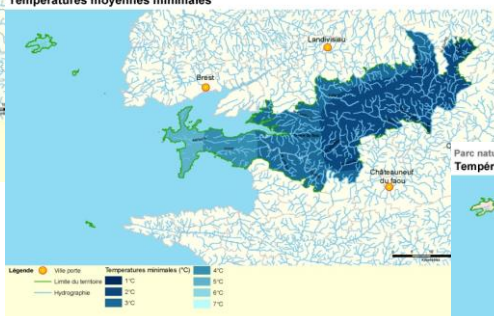 Températures moyennes minimales
Landivisiau
Brest
Châteauneuf
du faou
Parc natu
Tempér
Légende
Ville porte
Limite du territoire
Hydrographie
Temperatures minimales (°C)
1°C
2°C
3°C
4°C
5°C
6°C
7°C